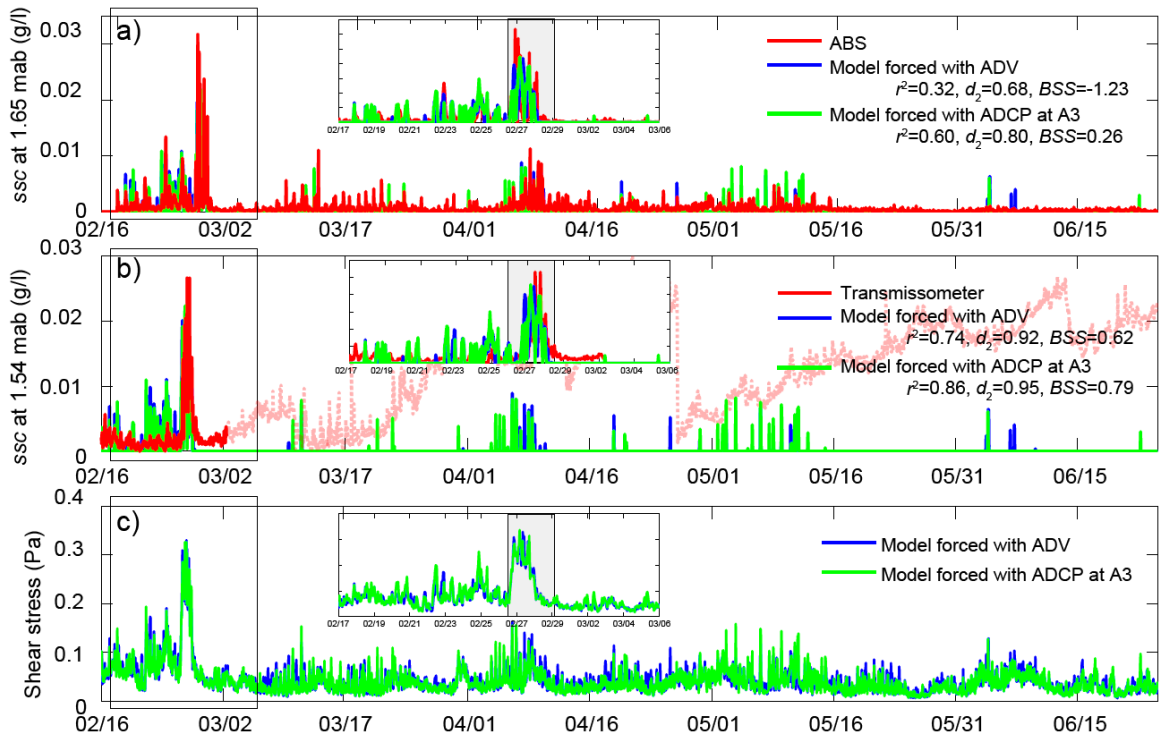 a)
ssc at 1.65 mab (g/l)
0.03
0.02
0.01
0
ABS
Model forced with ADV
r²=0.32, d₂=0.68, BSS=-1.23
Model forced with ADCP at A3
r²=0.60, d₂=0.80, BSS=0.26
02/17 02/19 02/21 02/23 02/25 02/27 02/29 03/02 03/04 03/06
02/16 03/02 03/17 04/01 04/16 05/01 05/16 05/31 06/15
b)
ssc at 1.54 mab (g/l)
0.03
0.02
0.01
0
Transmissometer
Model forced with ADV
r²=0.74, d₂=0.92, BSS=0.62
Model forced with ADCP at A3
r²=0.86, d₂=0.95, BSS=0.79
02/17 02/19 02/21 02/23 02/25 02/27 02/29 03/02 03/04 03/06
02/16 03/02 03/17 04/01 04/16 05/01 05/16 05/31 06/15
c)
Shear stress (Pa)
0.4
0.3
0.2
0.1
0
Model forced with ADV
Model forced with ADCP at A3
02/17 02/19 02/21 02/23 02/25 02/27 02/29 03/02 03/04 03/06
02/16 03/02 03/17 04/01 04/16 05/01 05/16 05/31 06/15